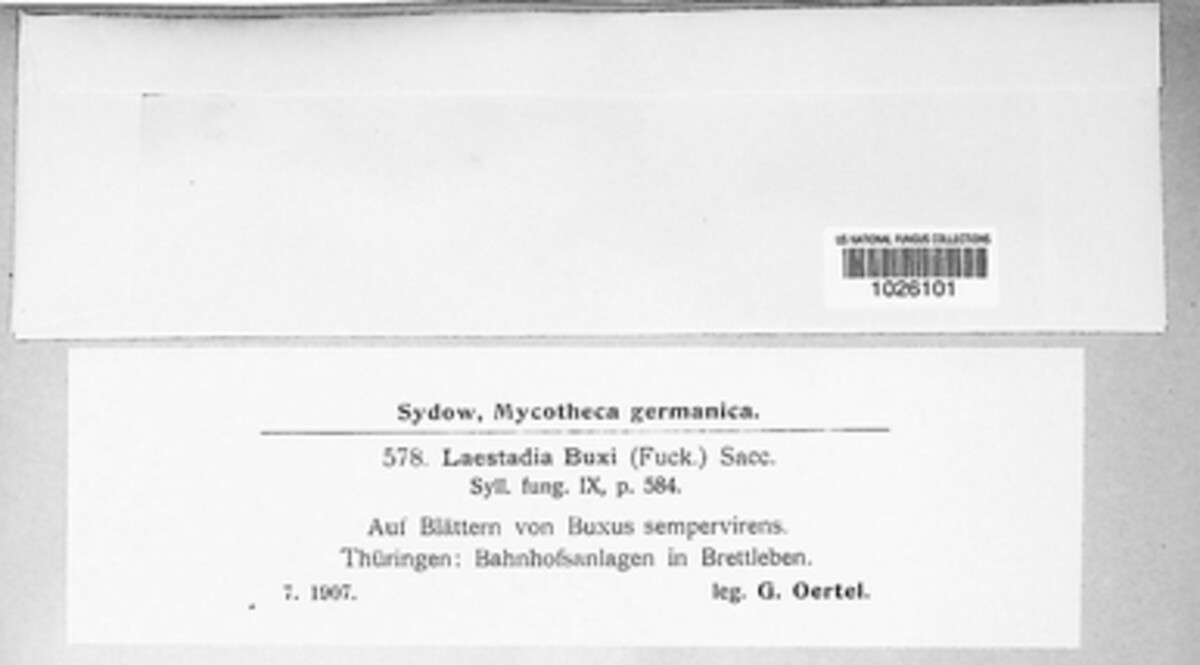 US NATIONAL FUNGUS COLLECTIONS
1026101
Sydow, Mycotheca germanica.
578. Laestadia Buxi (Fuck.) Sacc.
Syll. fung. IX, p. 584.
Auf Blättern von Buxus sempervirens.
Thüringen: Bahnhofsanlagen in Brettleben.
7. 1907.
leg. G. Oertel.